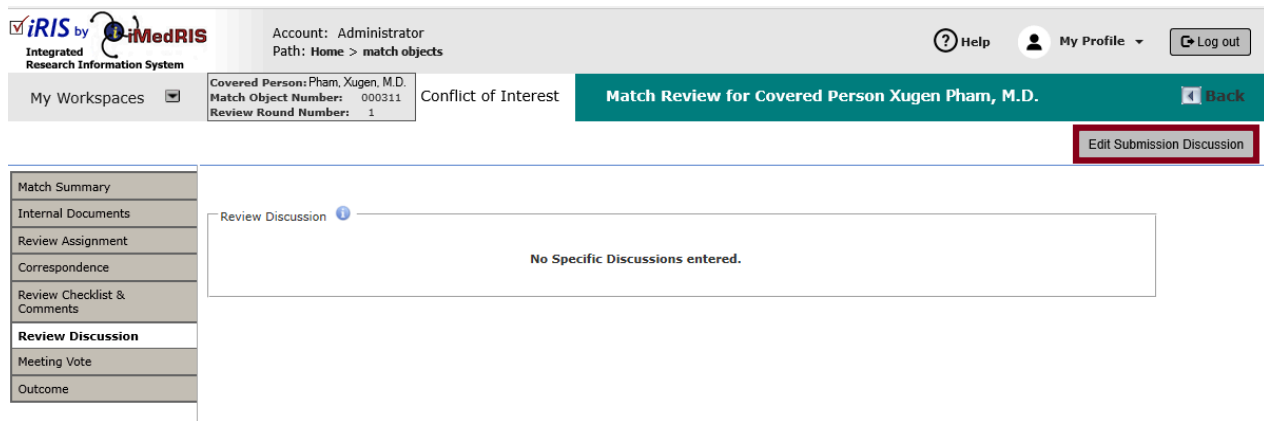 iRIS by iMedRIS
Integrated
Research Information System
Account: Administrator
Path: Home > match objects
Help
My Profile
Log out
My Workspaces
Covered Person: Pham, Xugen, M.D.
Match Object Number: 000311
Review Round Number: 1
Conflict of Interest
Match Review for Covered Person Xugen Pham, M.D.
Back
Edit Submission Discussion
Match Summary
Internal Documents
Review Assignment
Correspondence
Review Checklist &
Comments
Review Discussion
Meeting Vote
Outcome
Review Discussion
No Specific Discussions entered.